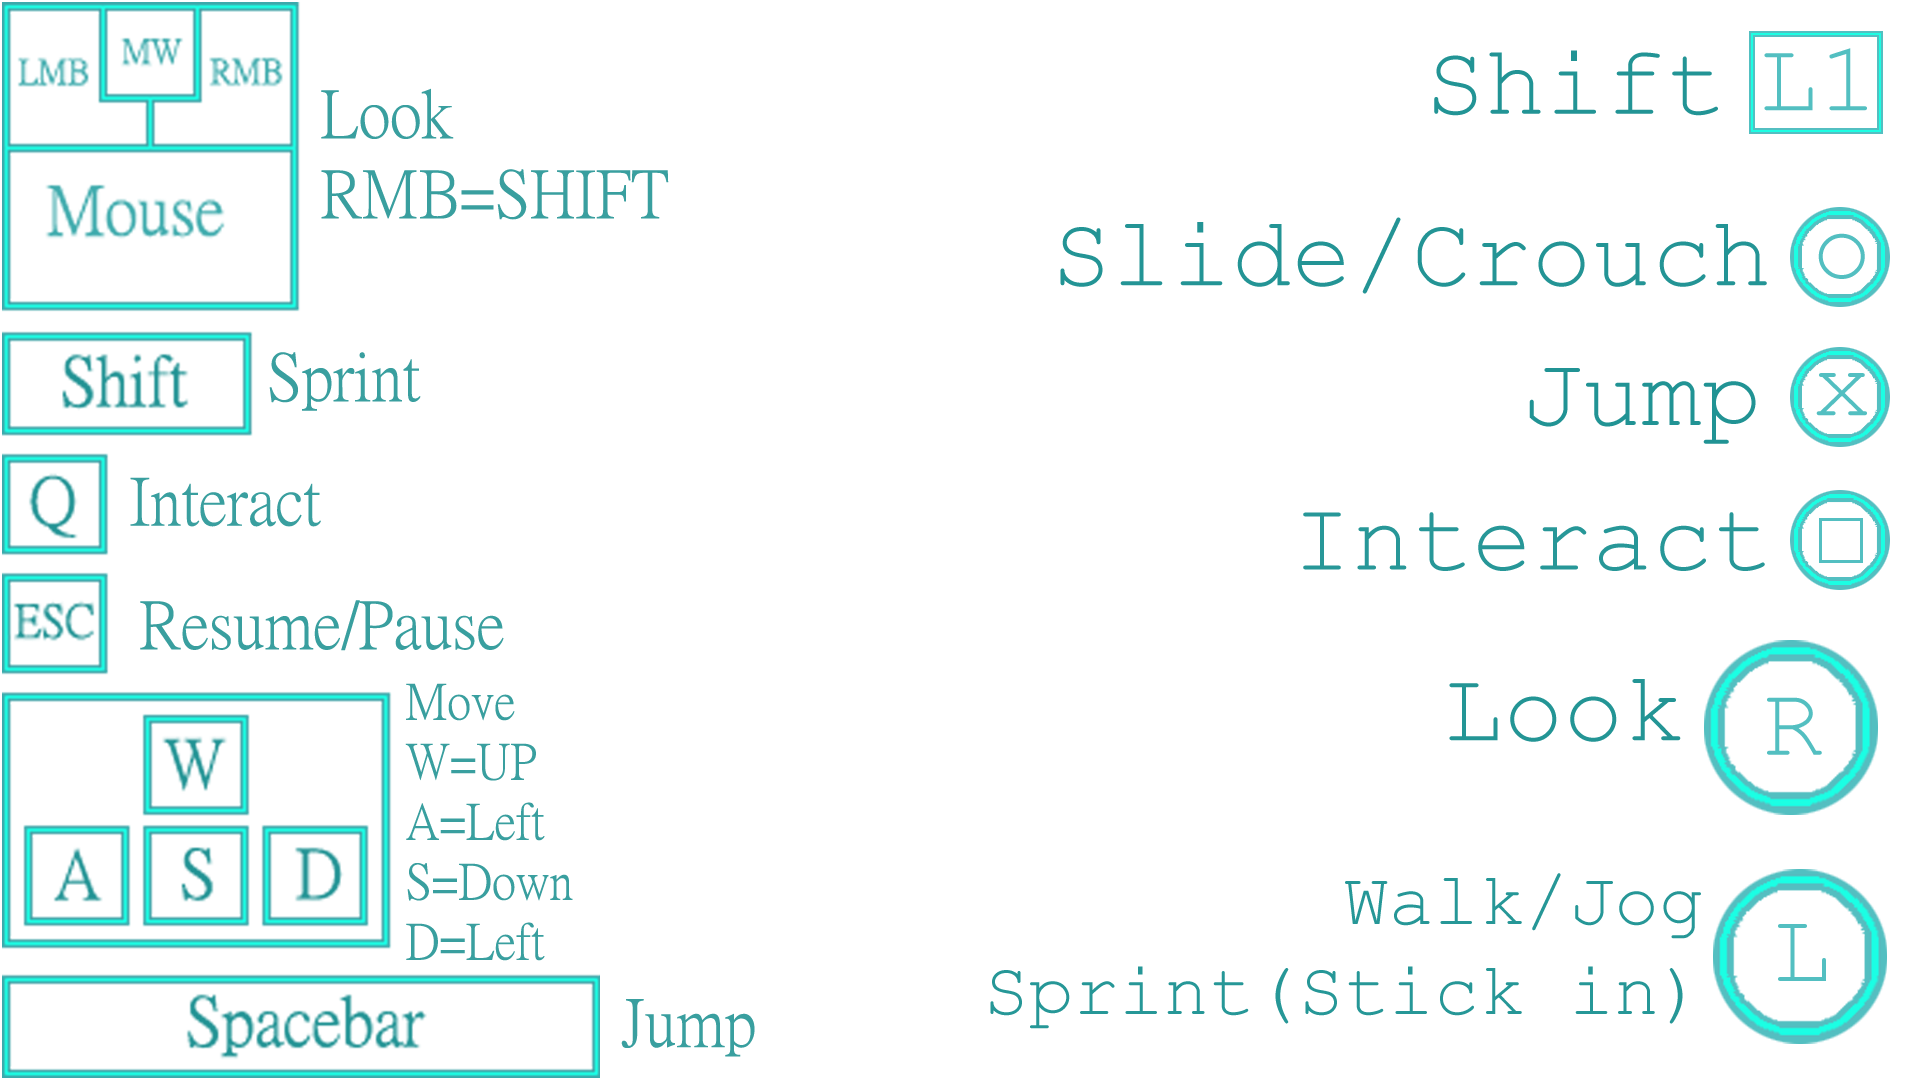 LMB MW RMB
Mouse
Look
RMB=SHIFT
Shift Sprint
Q Interact
ESC Resume/Pause
W
A S D
Move
W=UP
A=Left
S=Down
D=Left
Spacebar Jump
Shift L1
Slide/Crouch ○
Jump X
Interact □
Look R
Walk/Jog
Sprint(Stick in)
L